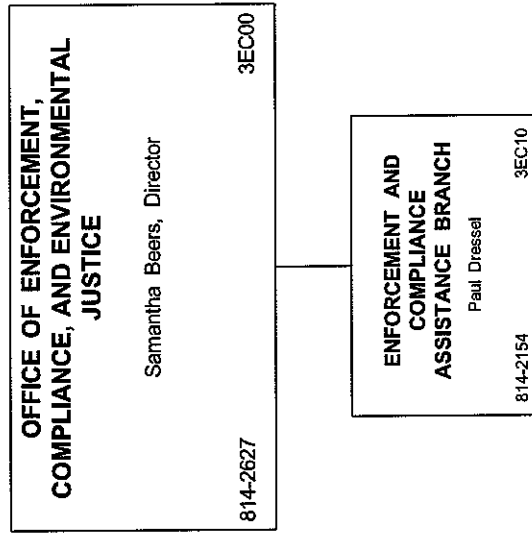 OFFICE OF ENFORCEMENT,
COMPLIANCE, AND ENVIRONMENTAL
JUSTICE
Samantha Beers, Director
814-2627 3EC00
ENFORCEMENT AND
COMPLIANCE
ASSISTANCE BRANCH
Paul Dressel
814-2154 3EC10